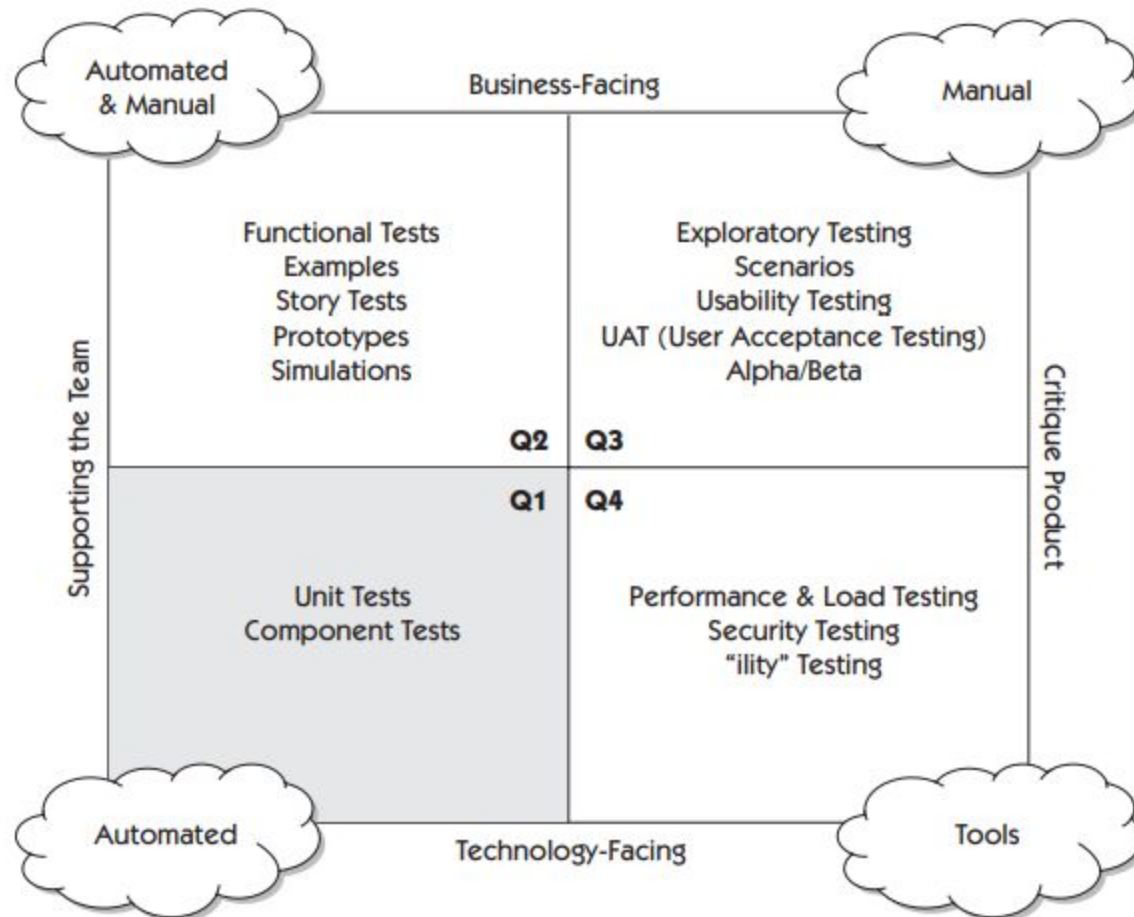 Automated
& Manual
Business-Facing
Manual
Functional Tests
Examples
Story Tests
Prototypes
Simulations
Exploratory Testing
Scenarios
Usability Testing
UAT (User Acceptance Testing)
Alpha/Beta
Supporting the Team
Critique Product
Q2
Q3
Q1
Q4
Unit Tests
Component Tests
Performance & Load Testing
Security Testing
“ility” Testing
Automated
Technology-Facing
Tools